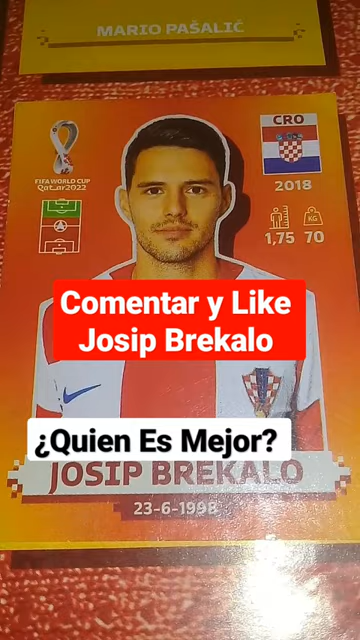 MARIO PAŠALIĆ
CRO
FIFA WORLD CUP
Qatar2022
2018
KG
1,75 70
Comentar y Like
Josip Brekalo
¿Quien Es Mejor?
JOSIP BREKALO
23-6-1998